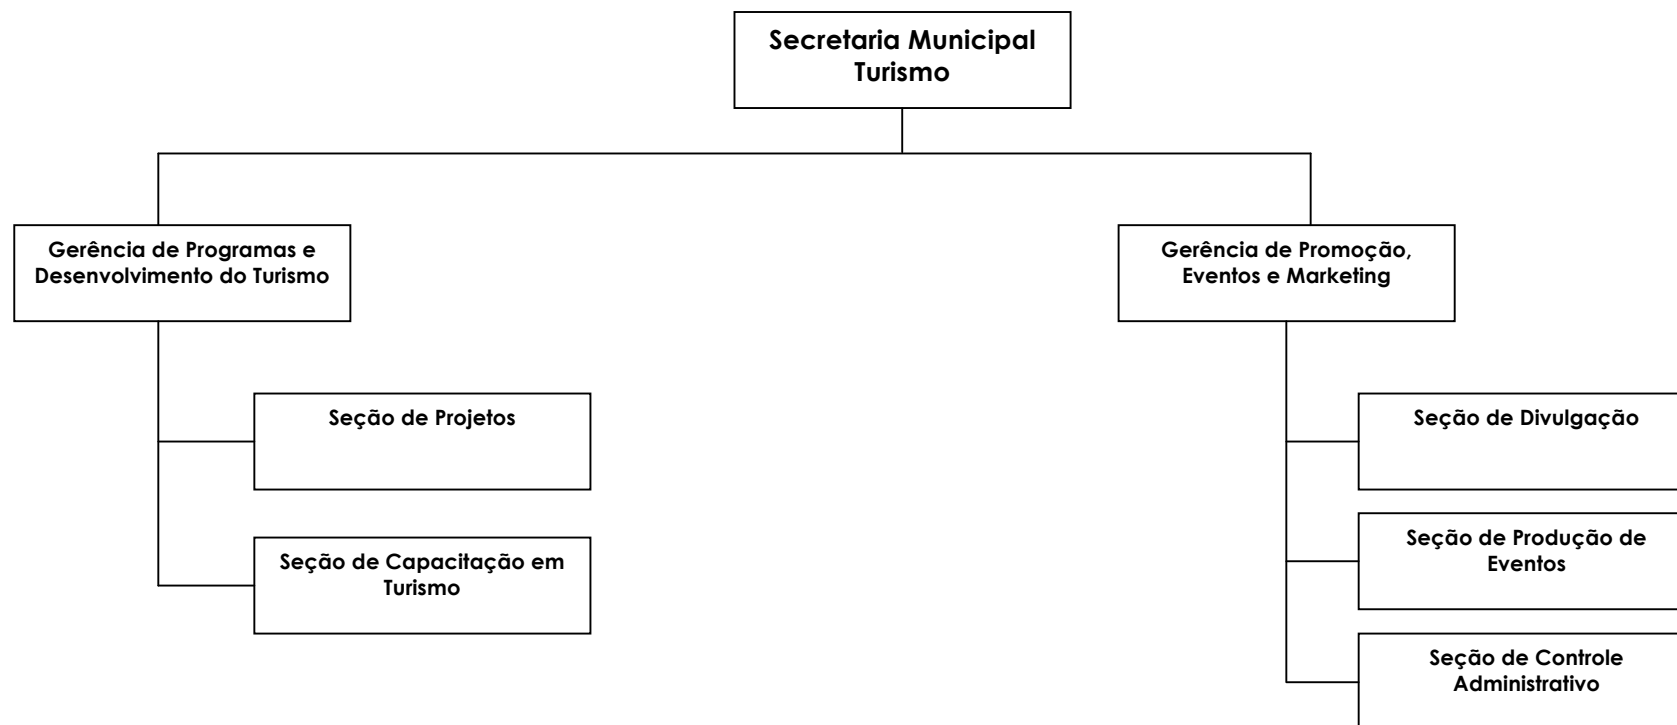 Secretaria Municipal
Turismo
Gerência de Programas e
Desenvolvimento do Turismo
Gerência de Promoção,
Eventos e Marketing
Seção de Projetos
Seção de Capacitação em
Turismo
Seção de Divulgação
Seção de Produção de
Eventos
Seção de Controle
Administrativo